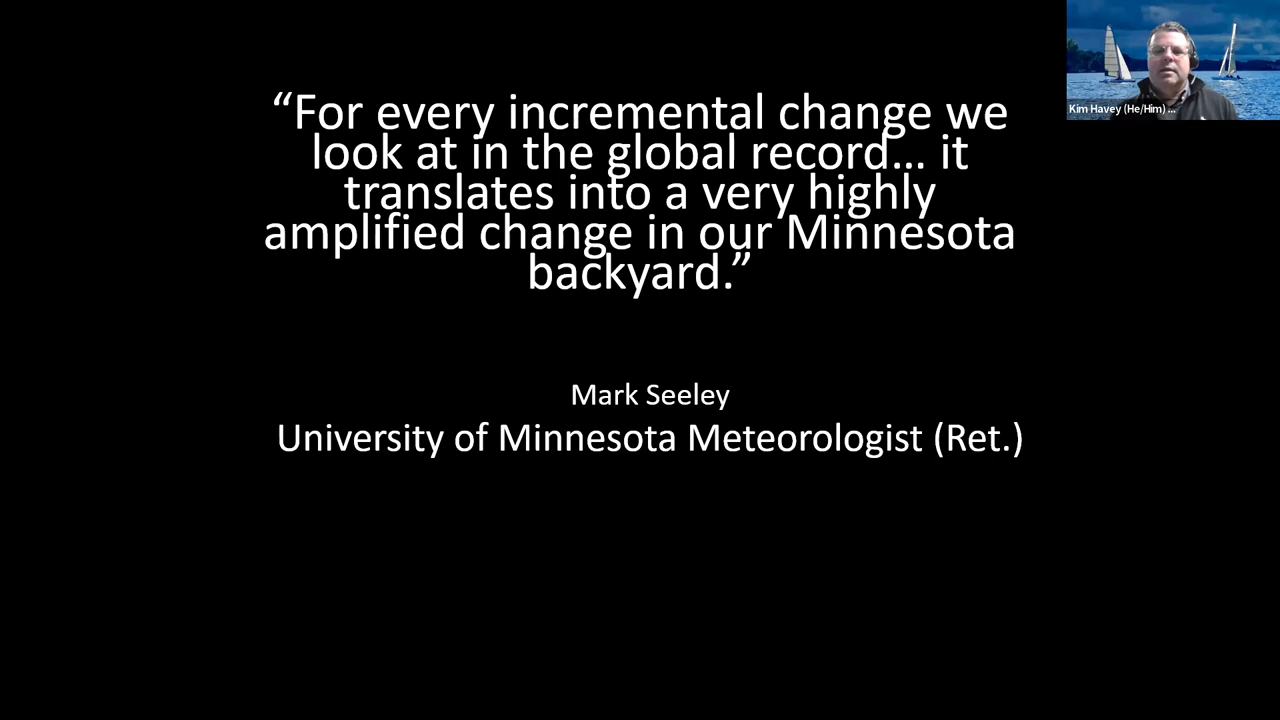 “For every incremental change we
look at in the global record… it
translates into a very highly
amplified change in our Minnesota
backyard.”
Mark Seeley
University of Minnesota Meteorologist (Ret.)
Kim Havey (He/Him) ...